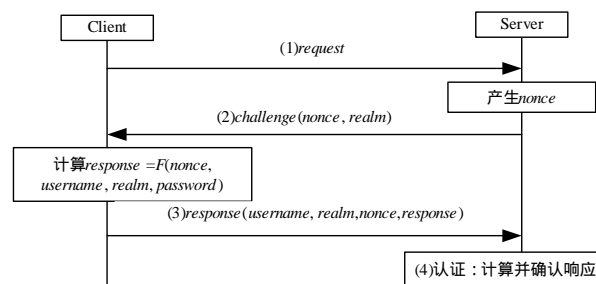 Client
Server
(1)request
产生nonce
(2)challenge(nonce, realm)
计算response =F(nonce,
username, realm, password)
(3)response(username, realm,nonce,response)
(4)认证：计算并确认响应